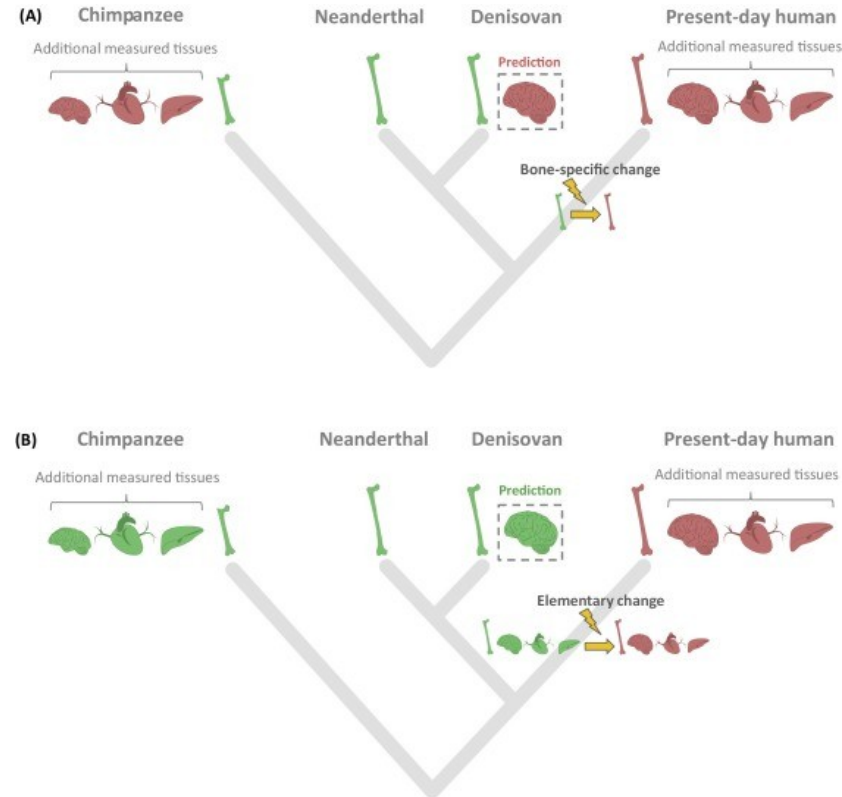 (A)
Chimpanzee
Neanderthal
Denisovan
Present-day human
Additional measured tissues
Additional measured tissues
Prediction
Bone-specific change
(B)
Chimpanzee
Neanderthal
Denisovan
Present-day human
Additional measured tissues
Additional measured tissues
Prediction
Elementary change